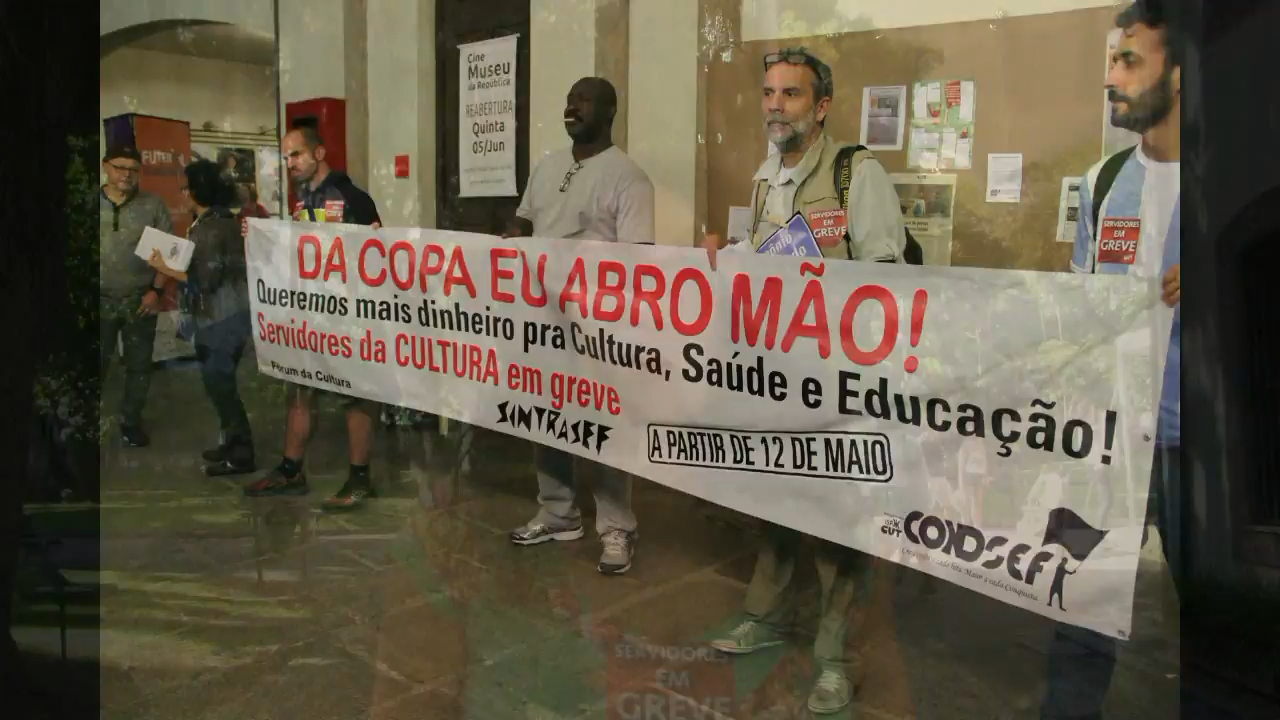 Cine
Museu
da República
REABERTURA
Quinta
05/Jun
FUTEB
SERVIDORES
EM
GREVE
SERVIDORES
EM
GREVE
DA COPA EU ABRO MÃO!
Queremos mais dinheiro pra Cultura, Saúde e Educação!
Servidores da CULTURA em greve
Fórum da Cultura
SINTRASEF
A PARTIR DE 12 DE MAIO
CUT
CONDSEF
SERVIDORES
EM
GREVE